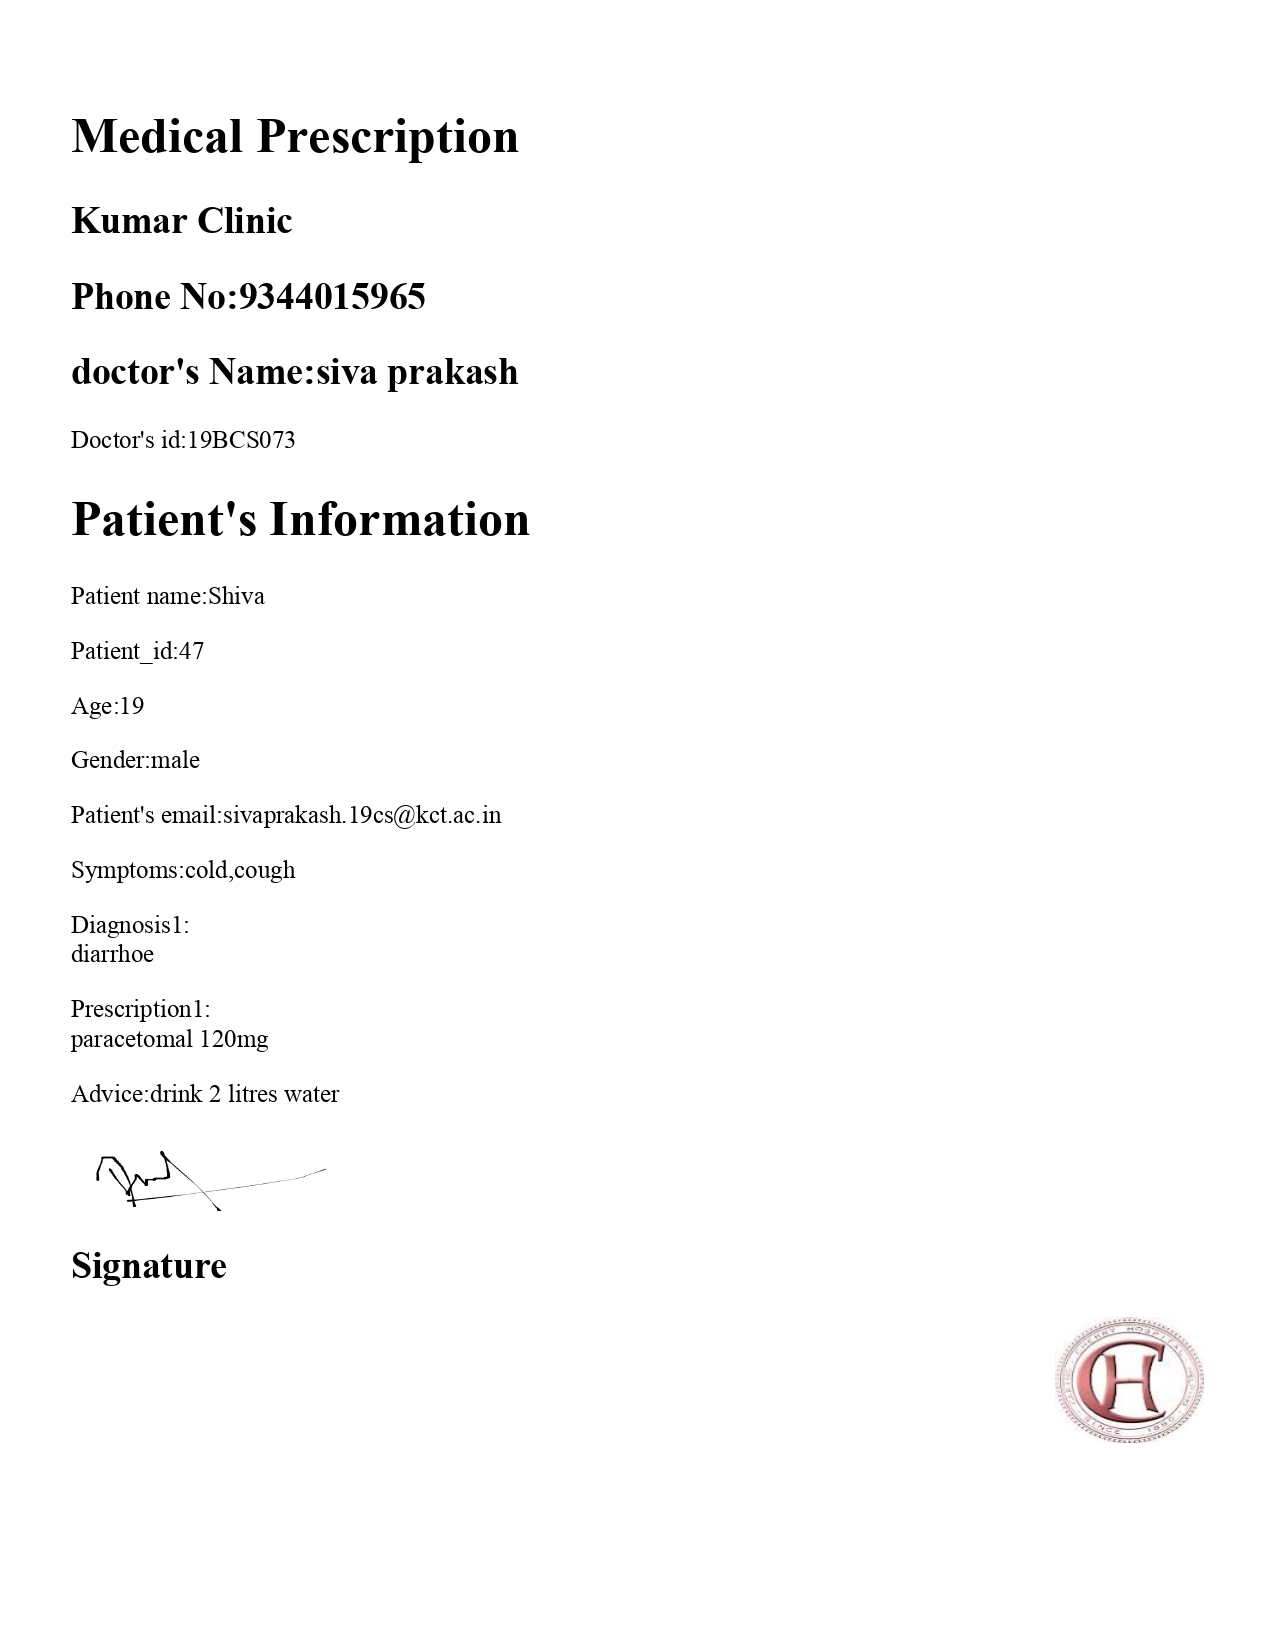 Medical Prescription
Kumar Clinic
Phone No:9344015965
doctor's Name:siva prakash
Doctor's id:19BCS073
Patient's Information
Patient name:Shiva
Patient_id:47
Age:19
Gender:male
Patient's email:sivaprakash.19cs@kct.ac.in
Symptoms:cold,cough
Diagnosis1:
diarrhoe
Prescription1:
paracetomal 120mg
Advice:drink 2 litres water
Signature
CHERRY HOSPITAL
CH